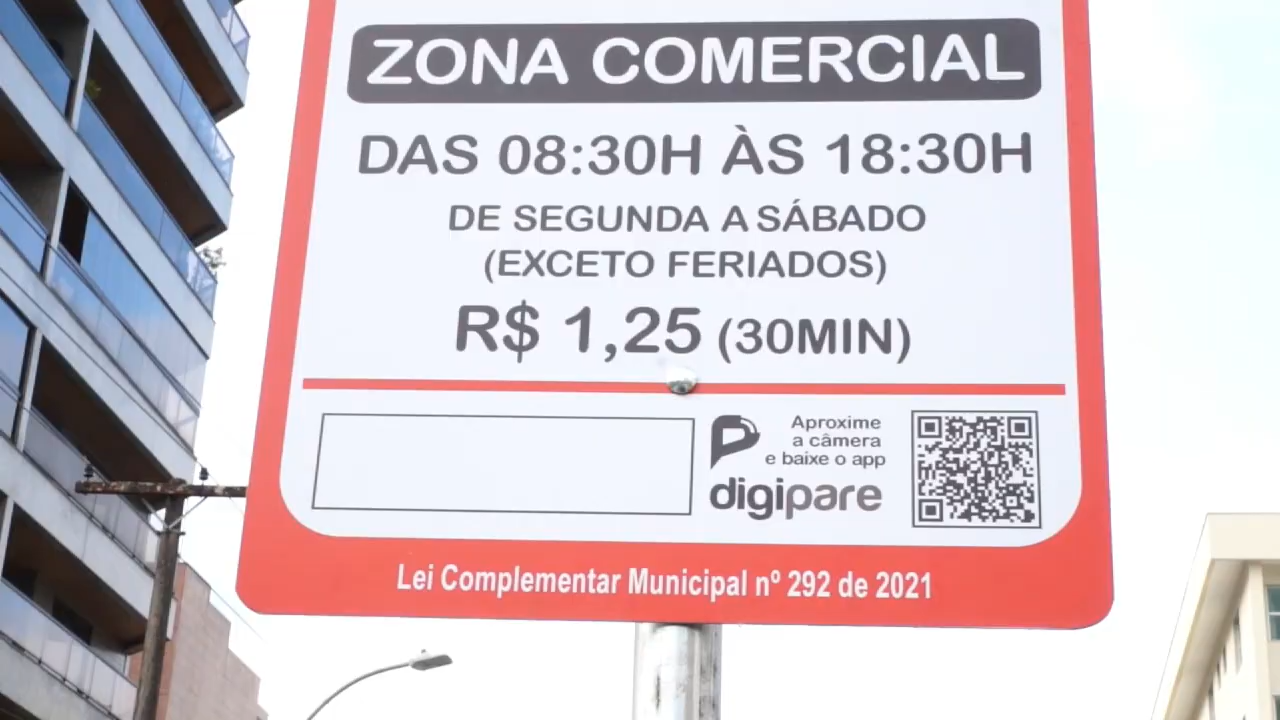 ZONA COMERCIAL
DAS 08:30H ÀS 18:30H
DE SEGUNDA A SÁBADO
(EXCETO FERIADOS)
R$ 1,25 (30MIN)
Aproxime
a câmera
e baixe o app
digipare
Lei Complementar Municipal nº 292 de 2021